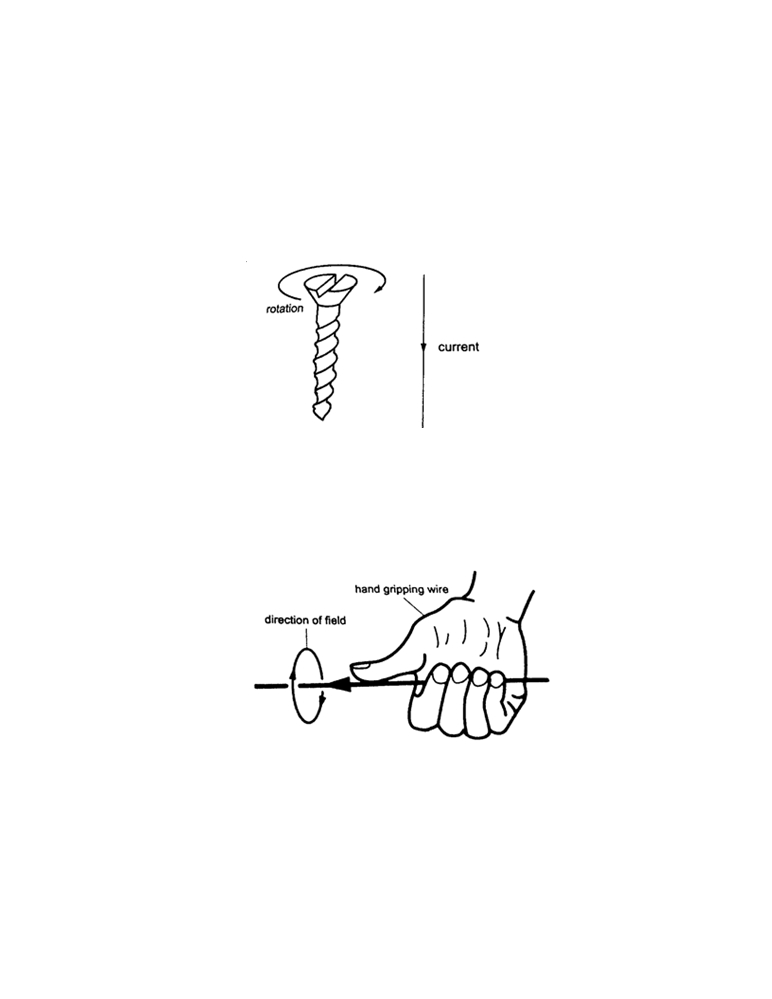 rotation
current
hand gripping wire
direction of field